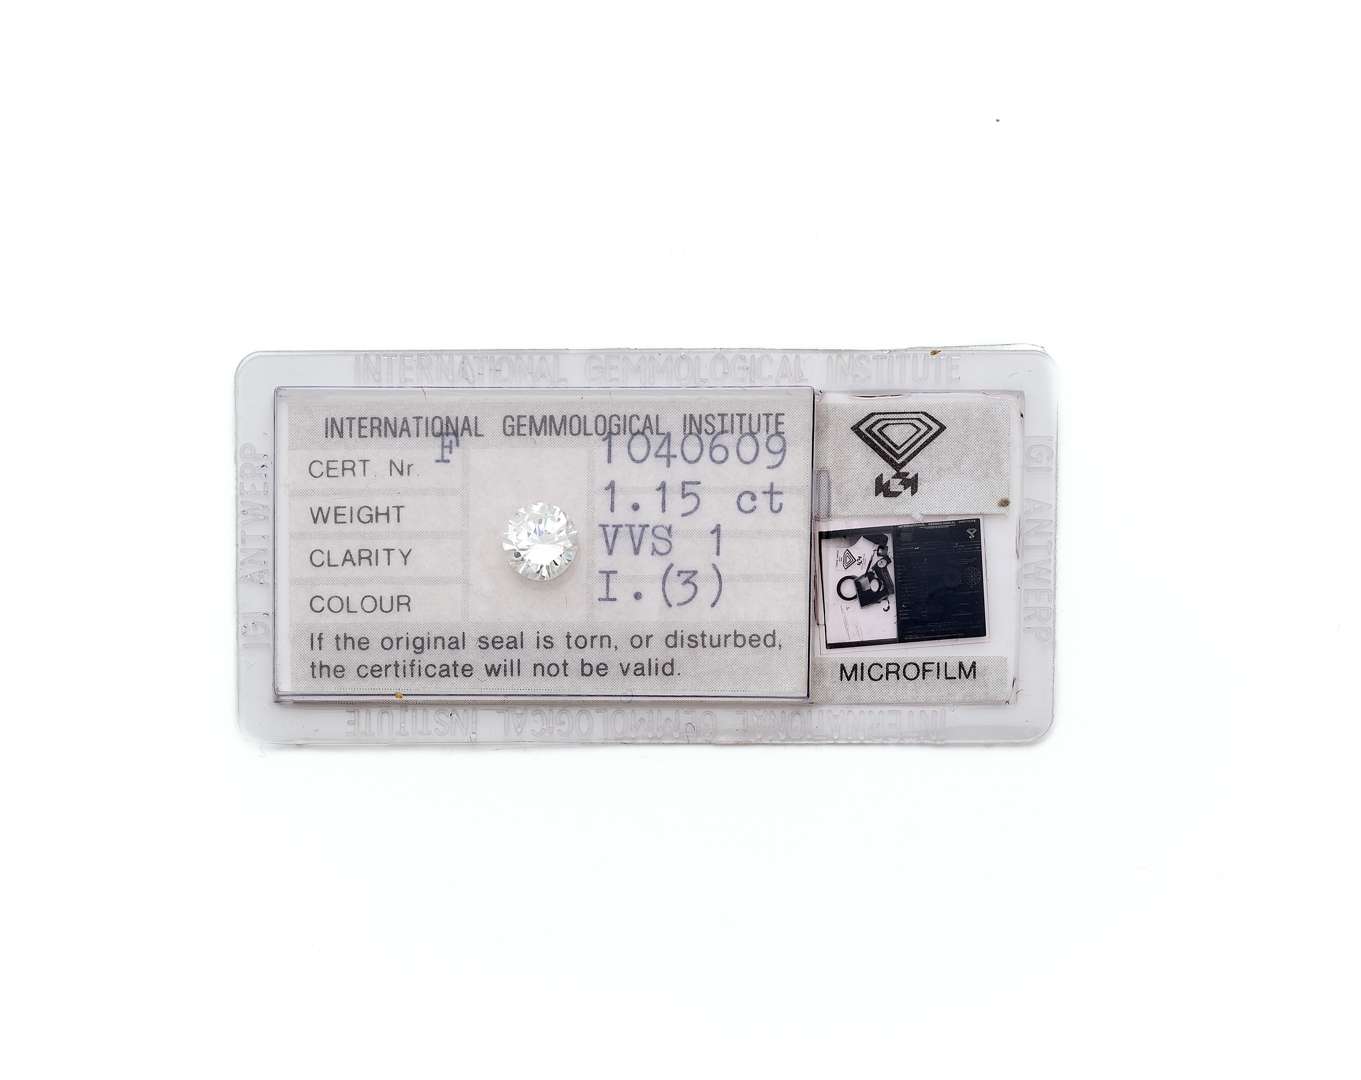 INTERNATIONAL GEMMOLOGICAL INSTITUTE
INTERNATIONAL GEMMOLOGICAL INSTITUTE
CERT. Nr. F 1040609
WEIGHT 1.15 ct
CLARITY VVS 1
COLOUR I.(3)
If the original seal is torn, or disturbed,
the certificate will not be valid.
IGI
MICROFILM
IGI ANTWERP
IGI ANTWERP
INTERNATIONAL GEMMOLOGICAL INSTITUTE